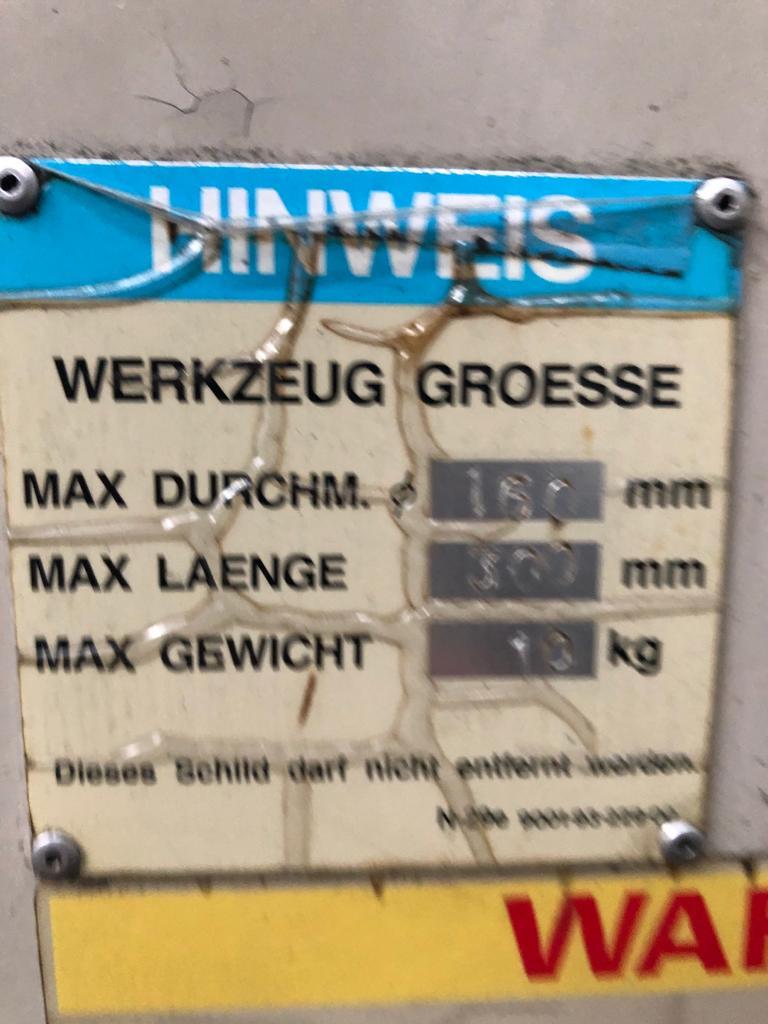 HINWEIS
WERKZEUG GROESSE
MAX DURCHM. ø 160 mm
MAX LAENGE 300 mm
MAX GEWICHT 10 kg
Dieses Schild darf nicht entfernt werden.
WAR